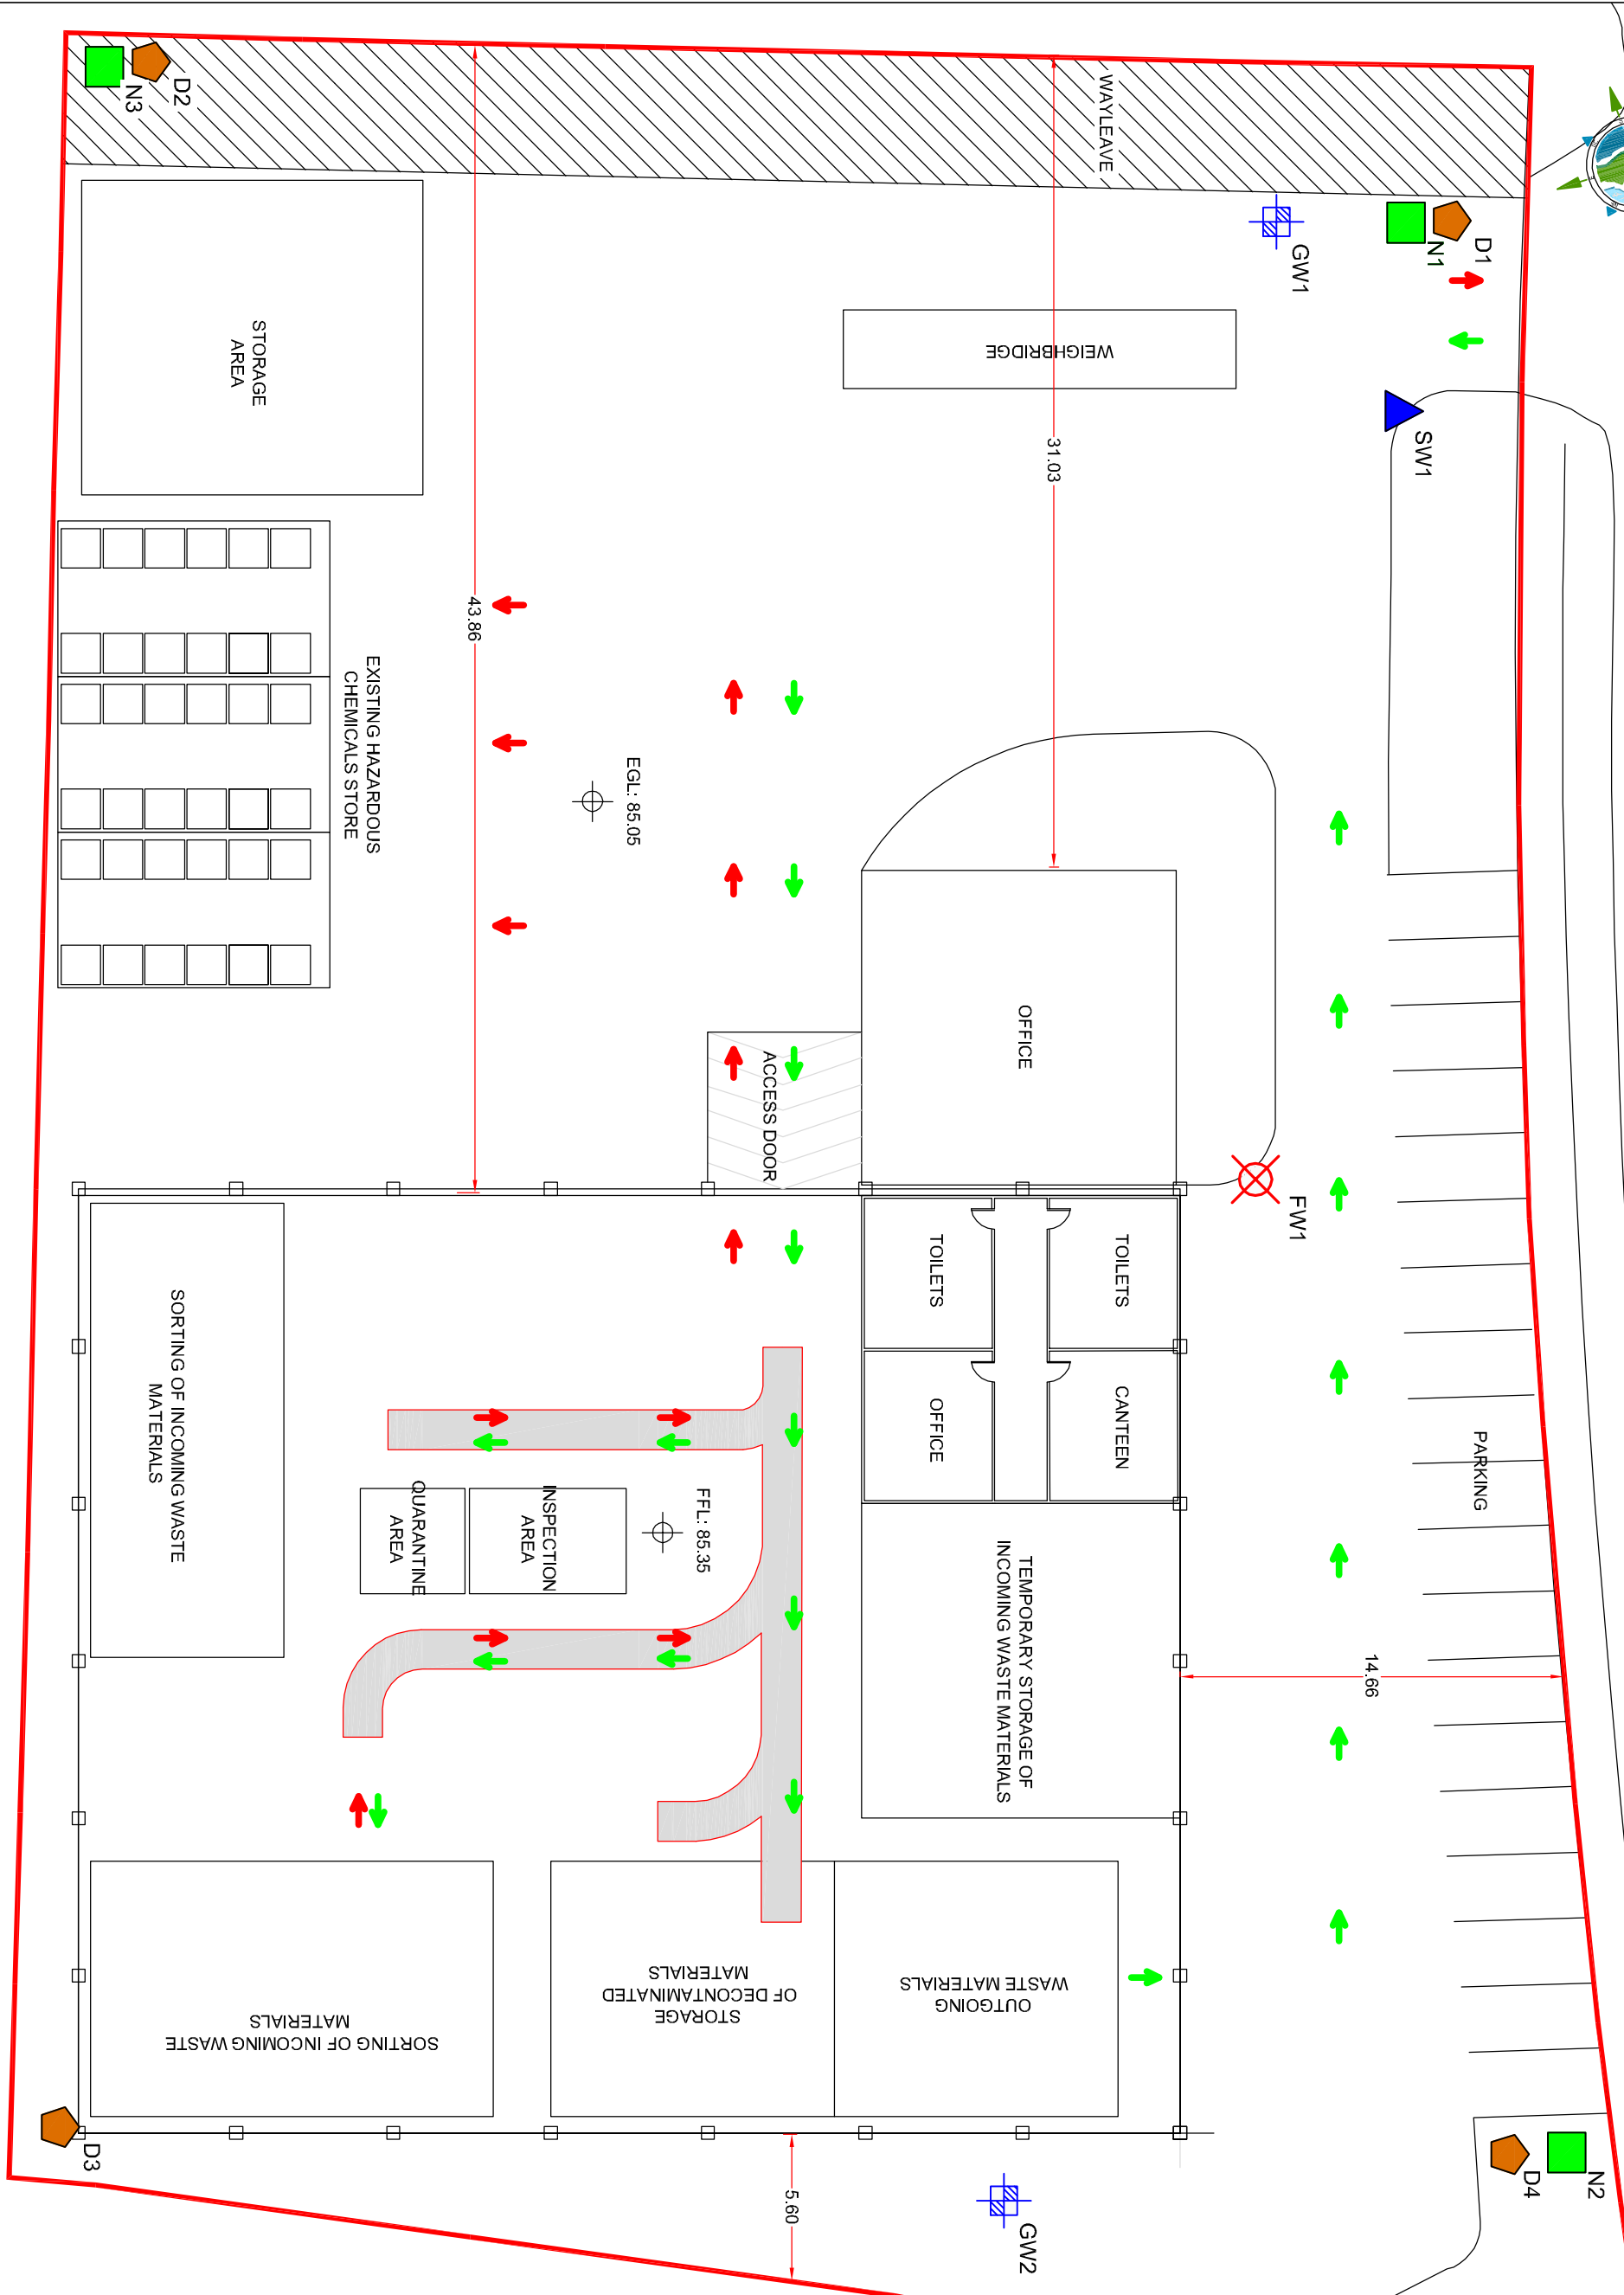 D2
N3
WAYLEAVE
D1
N1
GW1
WEIGHBRIDGE
STORAGE
AREA
31.03
SW1
43.86
EXISTING HAZARDOUS
CHEMICALS STORE
EGL: 85.05
OFFICE
ACCESS DOOR
FW1
TOILETS
TOILETS
OFFICE
CANTEEN
PARKING
SORTING OF INCOMING WASTE
MATERIALS
QUARANTINE
AREA
INSPECTION
AREA
FFL: 85.35
TEMPORARY STORAGE OF
INCOMING WASTE MATERIALS
14.66
SORTING OF INCOMING WASTE
MATERIALS
STORAGE
OF DECONTAMINATED
MATERIALS
OUTGOING
WASTE MATERIALS
D3
D4
N2
5.60
GW2